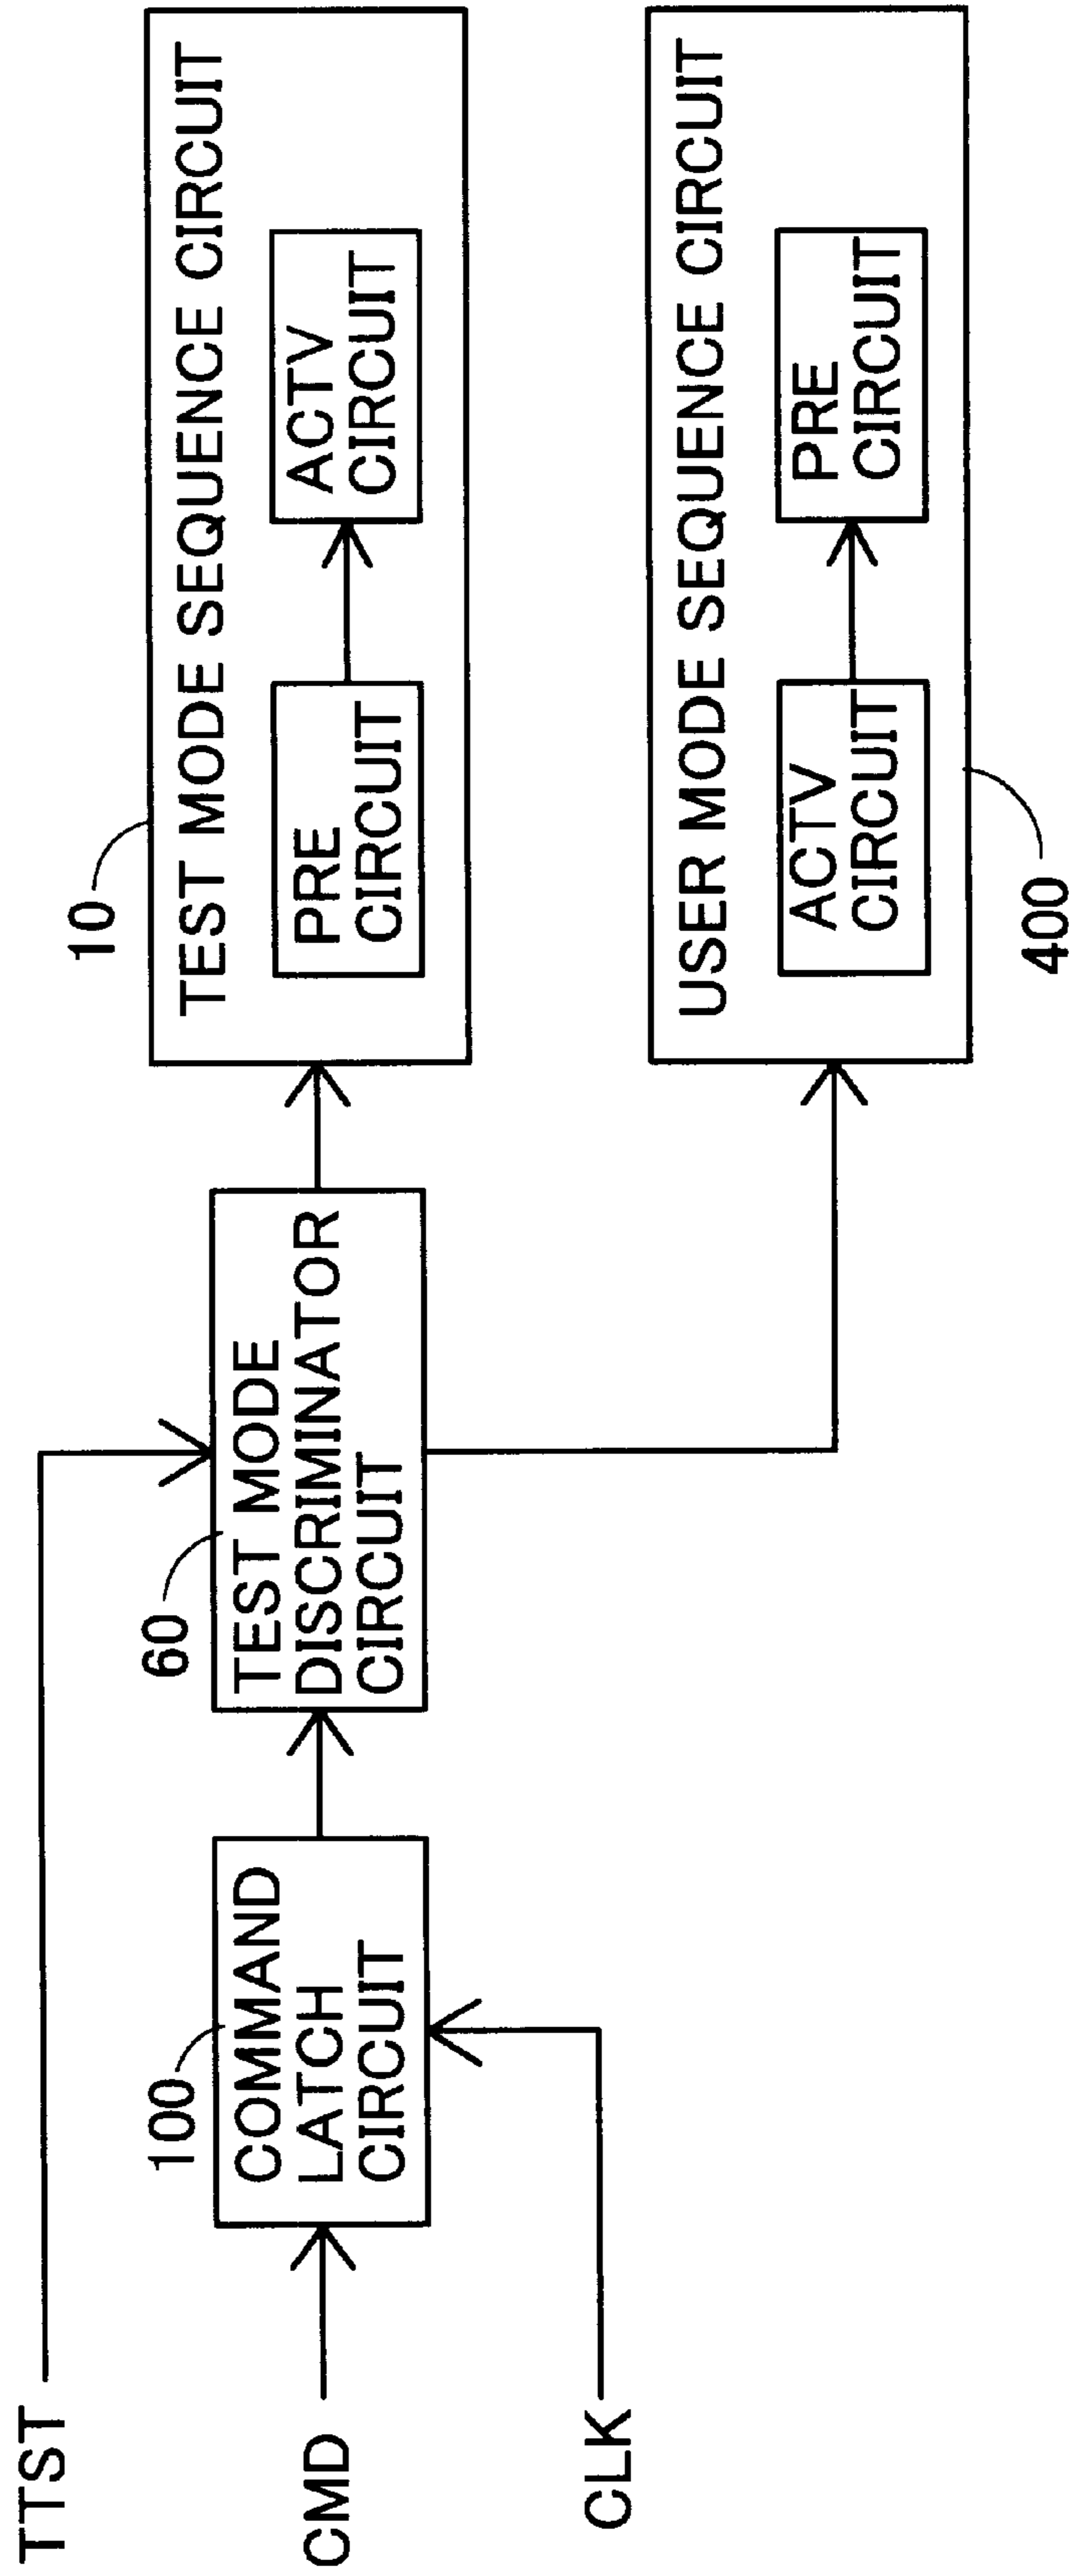 TTST
CMD
CLK
100
COMMAND
LATCH
CIRCUIT
60
TEST MODE
DISCRIMINATOR
CIRCUIT
10
TEST MODE SEQUENCE CIRCUIT
PRE
CIRCUIT
ACTV
CIRCUIT
USER MODE SEQUENCE CIRCUIT
ACTV
CIRCUIT
PRE
CIRCUIT
400